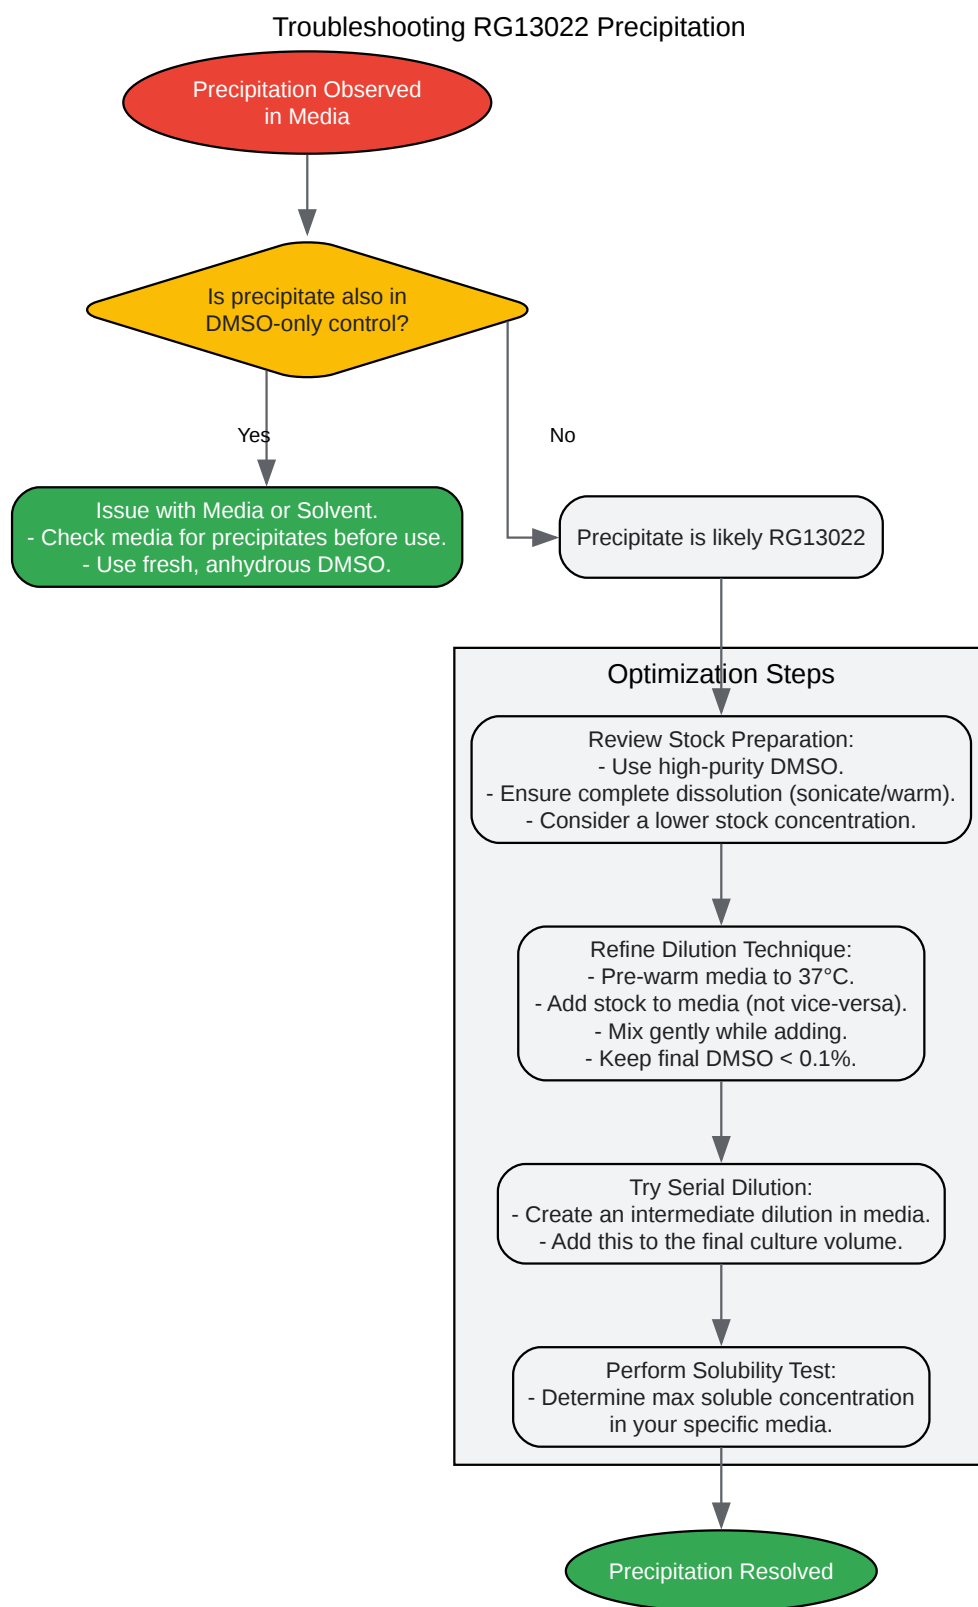 Troubleshooting RG13022 Precipitation
Precipitation Observed
in Media
Is precipitate also in
DMSO-only control?
Yes
No
Issue with Media or Solvent.
- Check media for precipitates before use.
- Use fresh, anhydrous DMSO.
Precipitate is likely RG13022
Optimization Steps
Review Stock Preparation:
- Use high-purity DMSO.
- Ensure complete dissolution (sonicate/warm).
- Consider a lower stock concentration.
Refine Dilution Technique:
- Pre-warm media to 37°C.
- Add stock to media (not vice-versa).
- Mix gently while adding.
- Keep final DMSO < 0.1%.
Try Serial Dilution:
- Create an intermediate dilution in media.
- Add this to the final culture volume.
Perform Solubility Test:
- Determine max soluble concentration
in your specific media.
Precipitation Resolved